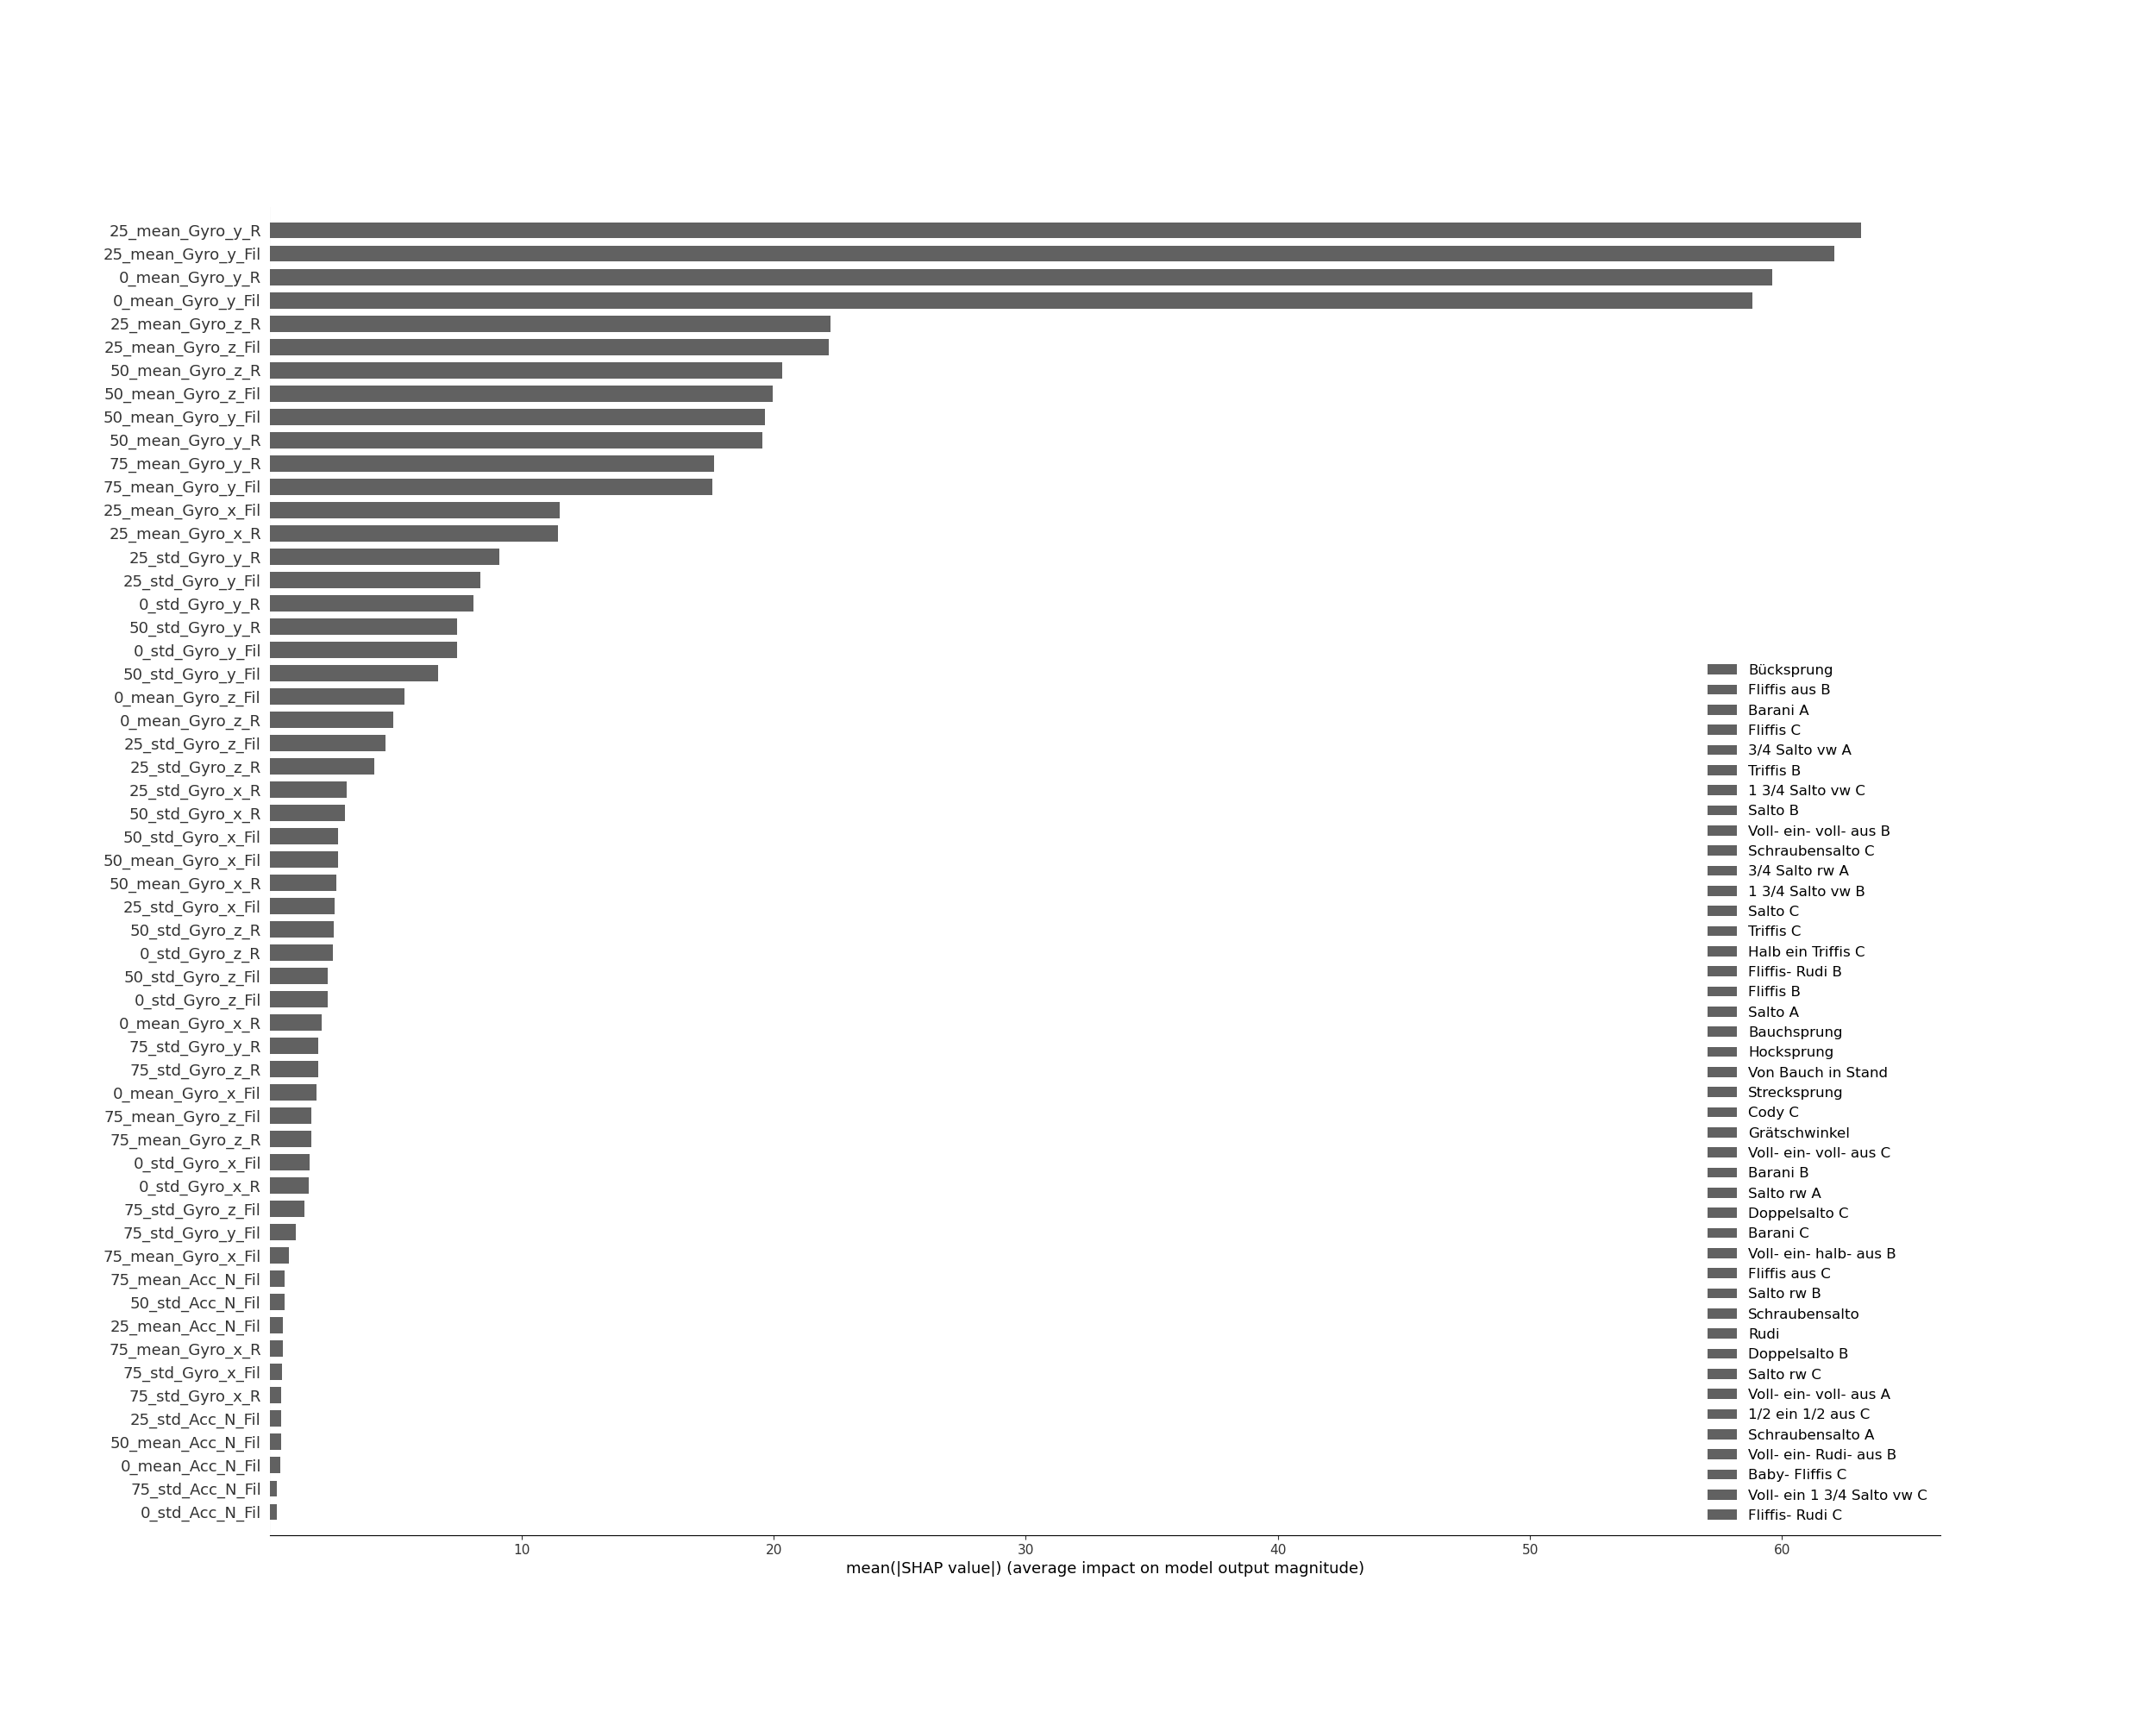 25_mean_Gyro_y_R
25_mean_Gyro_y_Fil
0_mean_Gyro_y_R
0_mean_Gyro_y_Fil
25_mean_Gyro_z_R
25_mean_Gyro_z_Fil
50_mean_Gyro_z_R
50_mean_Gyro_z_Fil
50_mean_Gyro_y_Fil
50_mean_Gyro_y_R
75_mean_Gyro_y_R
75_mean_Gyro_y_Fil
25_mean_Gyro_x_Fil
25_mean_Gyro_x_R
25_std_Gyro_y_R
25_std_Gyro_y_Fil
0_std_Gyro_y_R
50_std_Gyro_y_R
0_std_Gyro_y_Fil
50_std_Gyro_y_Fil
0_mean_Gyro_z_Fil
0_mean_Gyro_z_R
25_std_Gyro_z_Fil
25_std_Gyro_z_R
25_std_Gyro_x_R
50_std_Gyro_x_R
50_std_Gyro_x_Fil
50_mean_Gyro_x_Fil
50_mean_Gyro_x_R
25_std_Gyro_x_Fil
50_std_Gyro_z_R
0_std_Gyro_z_R
50_std_Gyro_z_Fil
0_std_Gyro_z_Fil
0_mean_Gyro_x_R
75_std_Gyro_y_R
75_std_Gyro_z_R
0_mean_Gyro_x_Fil
75_mean_Gyro_z_Fil
75_mean_Gyro_z_R
0_std_Gyro_x_Fil
0_std_Gyro_x_R
75_std_Gyro_z_Fil
75_std_Gyro_y_Fil
75_mean_Gyro_x_Fil
75_mean_Acc_N_Fil
50_std_Acc_N_Fil
25_mean_Acc_N_Fil
75_mean_Gyro_x_R
75_std_Gyro_x_Fil
75_std_Gyro_x_R
25_std_Acc_N_Fil
50_mean_Acc_N_Fil
0_mean_Acc_N_Fil
75_std_Acc_N_Fil
0_std_Acc_N_Fil
Bücksprung
Fliffis aus B
Barani A
Fliffis C
3/4 Salto vw A
Triffis B
1 3/4 Salto vw C
Salto B
Voll- ein- voll- aus B
Schraubensalto C
3/4 Salto rw A
1 3/4 Salto vw B
Salto C
Triffis C
Halb ein Triffis C
Fliffis- Rudi B
Fliffis B
Salto A
Bauchsprung
Hocksprung
Von Bauch in Stand
Strecksprung
Cody C
Grätschwinkel
Voll- ein- voll- aus C
Barani B
Salto rw A
Doppelsalto C
Barani C
Voll- ein- halb- aus B
Fliffis aus C
Salto rw B
Schraubensalto
Rudi
Doppelsalto B
Salto rw C
Voll- ein- voll- aus A
1/2 ein 1/2 aus C
Schraubensalto A
Voll- ein- Rudi- aus B
Baby- Fliffis C
Voll- ein 1 3/4 Salto vw C
Fliffis- Rudi C
10 20 30 40 50 60
mean(|SHAP value|) (average impact on model output magnitude)